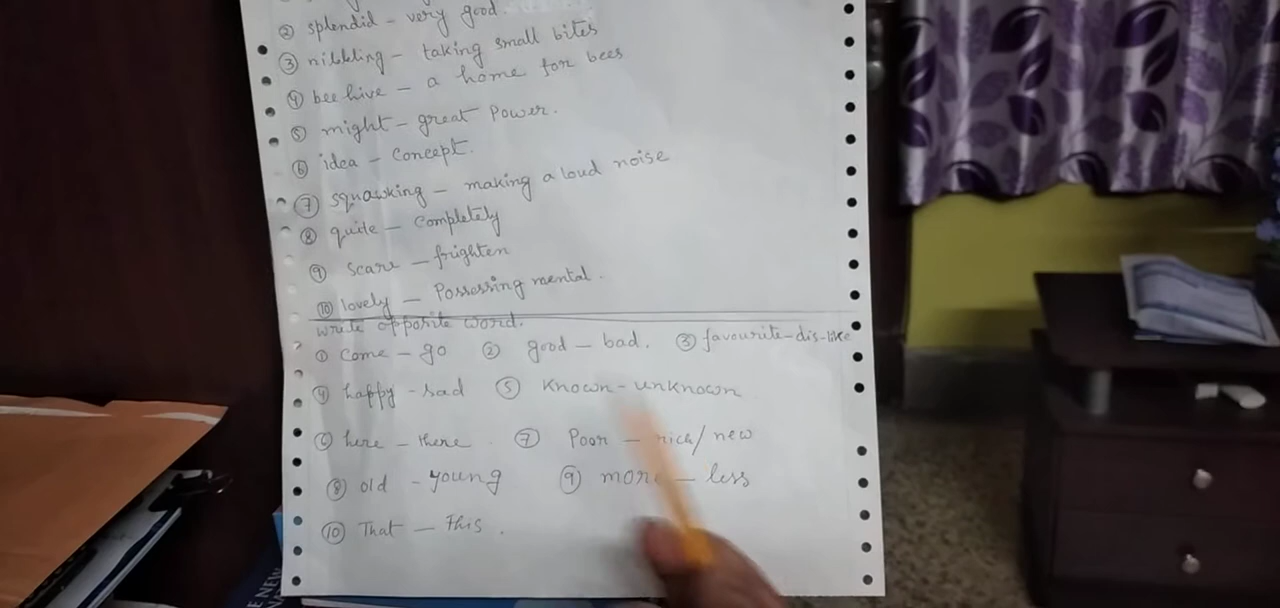 ② splendid - very good
③ nibbling - taking small bites
④ bee hive - a home for bees
⑤ might - great Power.
⑥ idea - Concept.
⑦ squawking - making a loud noise
⑧ quite - Completely
⑨ scare - frighten
⑩ lovely - Possessing mental.
write opposite word.
① Come - go ② good - bad. ③ favourite - dis-like
④ happy - sad ⑤ Known - unknown
⑥ here - there ⑦ Poor - rich/new
⑧ old - young ⑨ more - less
⑩ That - This.
E NEW